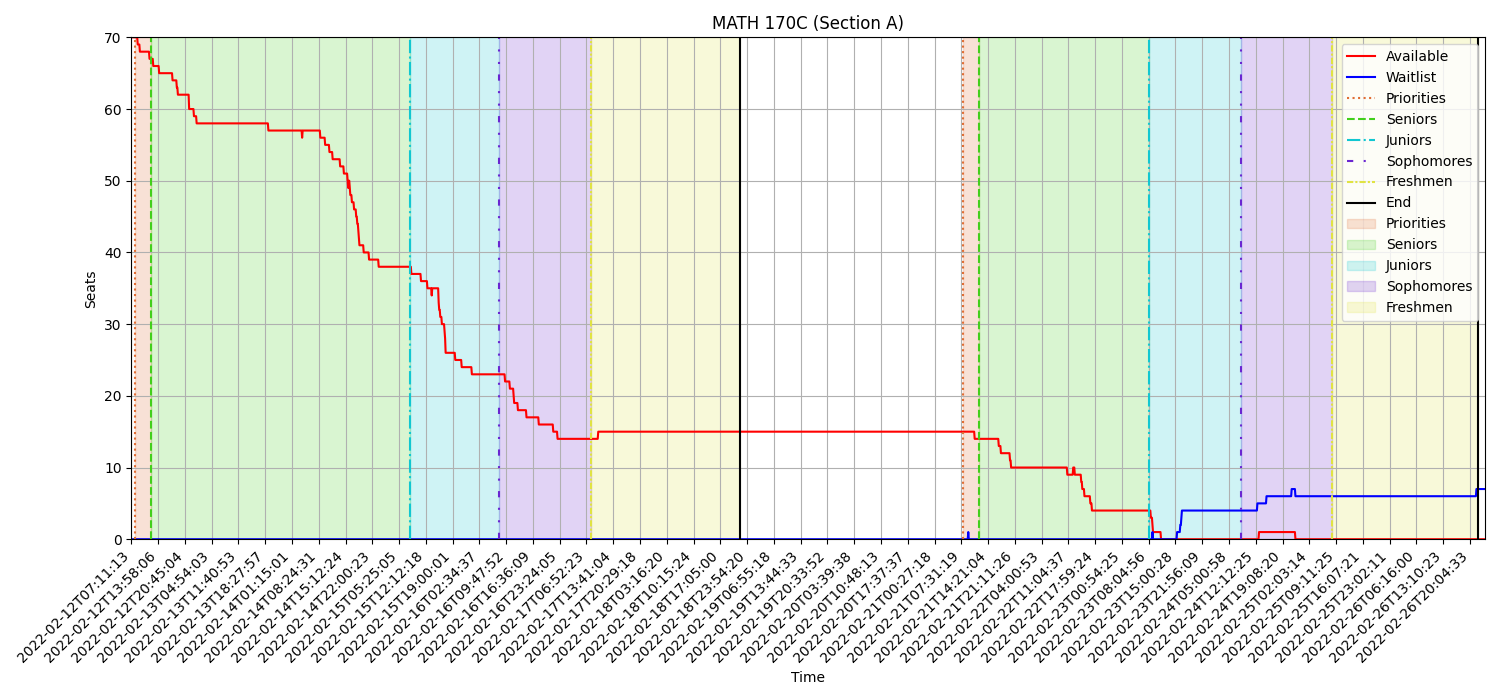 MATH 170C (Section A)
Seats
70
60
50
40
30
20
10
0
Available
Waitlist
Priorities
Seniors
Juniors
Sophomores
Freshmen
End
Priorities
Seniors
Juniors
Sophomores
Freshmen
2022-02-12T07:11:13
2022-02-12T13:58:06
2022-02-12T20:45:04
2022-02-13T04:54:03
2022-02-13T11:40:53
2022-02-13T18:27:57
2022-02-14T01:15:01
2022-02-14T08:24:31
2022-02-14T15:12:24
2022-02-14T22:00:23
2022-02-15T05:25:05
2022-02-15T12:12:18
2022-02-15T19:00:01
2022-02-16T02:34:37
2022-02-16T09:47:52
2022-02-16T16:36:09
2022-02-16T23:24:05
2022-02-17T06:52:23
2022-02-17T13:41:04
2022-02-17T20:29:18
2022-02-18T03:16:20
2022-02-18T10:15:24
2022-02-18T17:05:00
2022-02-18T23:54:20
2022-02-19T06:55:18
2022-02-19T13:44:33
2022-02-19T20:33:52
2022-02-20T03:39:38
2022-02-20T10:48:13
2022-02-20T17:37:37
2022-02-21T00:27:18
2022-02-21T07:31:19
2022-02-21T14:21:04
2022-02-21T21:11:26
2022-02-22T04:00:53
2022-02-22T11:04:37
2022-02-22T17:59:24
2022-02-23T00:54:25
2022-02-23T08:04:56
2022-02-23T15:00:28
2022-02-23T21:56:09
2022-02-24T05:00:58
2022-02-24T12:12:25
2022-02-24T19:08:20
2022-02-25T02:03:14
2022-02-25T09:11:25
2022-02-25T16:07:21
2022-02-25T23:02:11
2022-02-26T06:16:00
2022-02-26T13:10:23
2022-02-26T20:04:33
Time